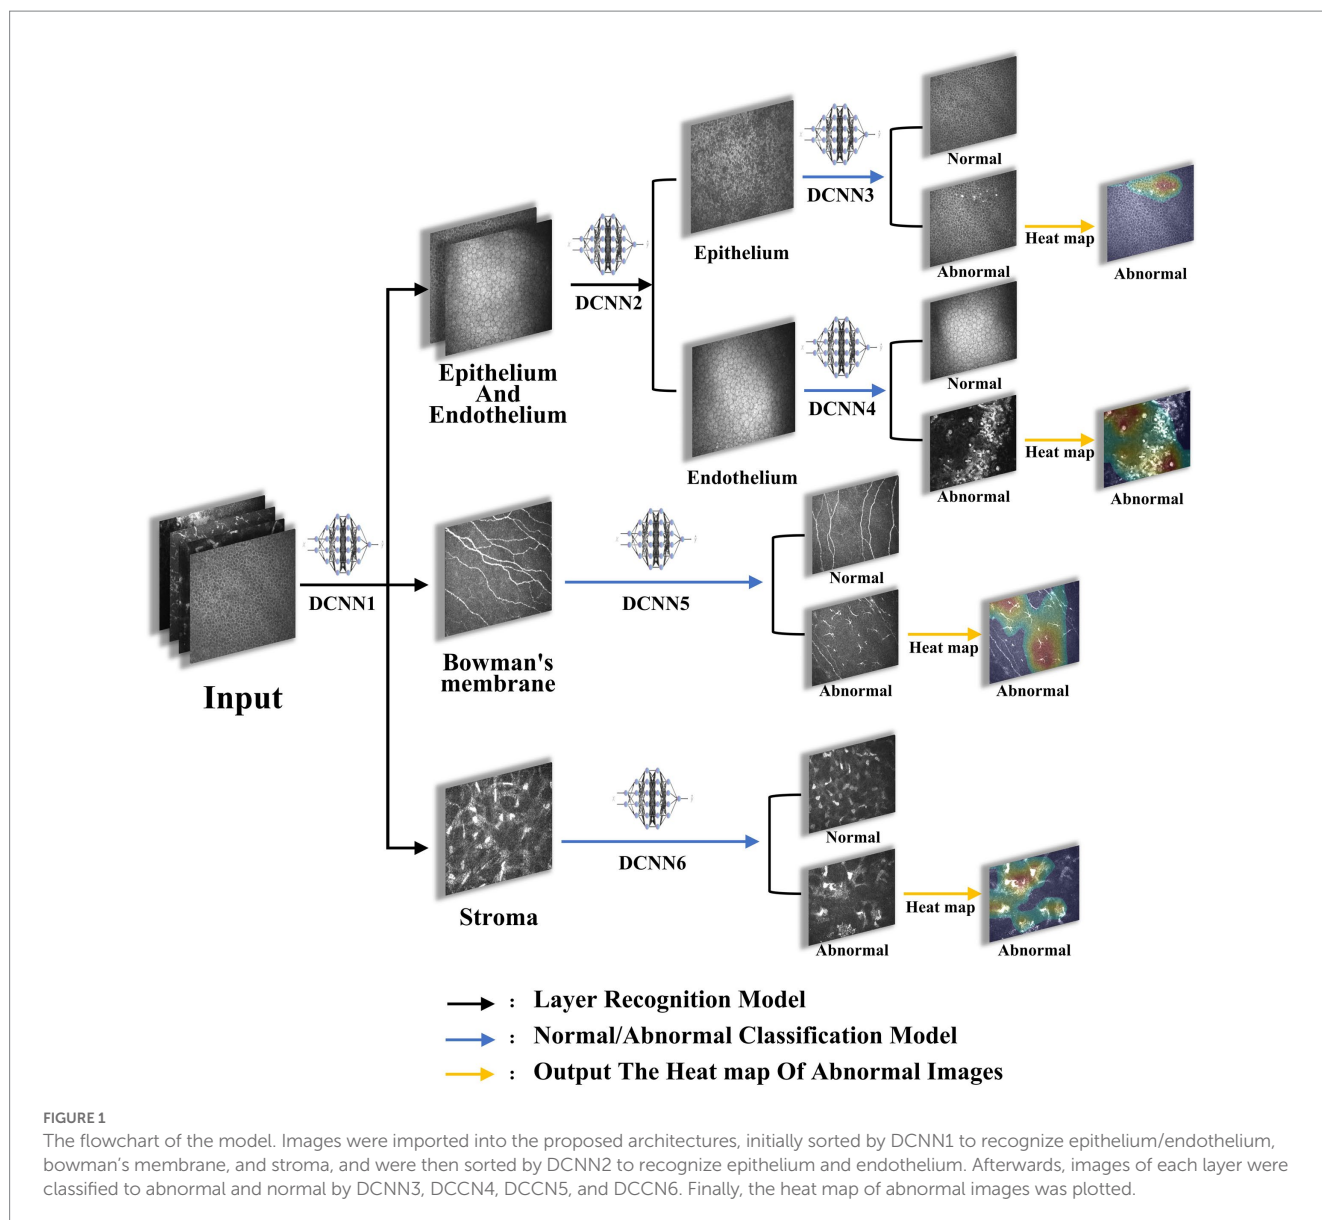 Normal
DCNN3
Epithelium
Heat map
Abnormal
Abnormal
DCNN2
Epithelium
And
Endothelium
Normal
DCNN4
Endothelium
Heat map
Abnormal
Abnormal
Input
DCNN1
Bowman's
membrane
DCNN5
Normal
Heat map
Abnormal
Abnormal
Stroma
DCNN6
Normal
Heat map
Abnormal
Abnormal
: Layer Recognition Model
: Normal/Abnormal Classification Model
: Output The Heat map Of Abnormal Images
FIGURE 1
The flowchart of the model. Images were imported into the proposed architectures, initially sorted by DCNN1 to recognize epithelium/endothelium,
bowman's membrane, and stroma, and were then sorted by DCNN2 to recognize epithelium and endothelium. Afterwards, images of each layer were
classified to abnormal and normal by DCNN3, DCCN4, DCCN5, and DCCN6. Finally, the heat map of abnormal images was plotted.